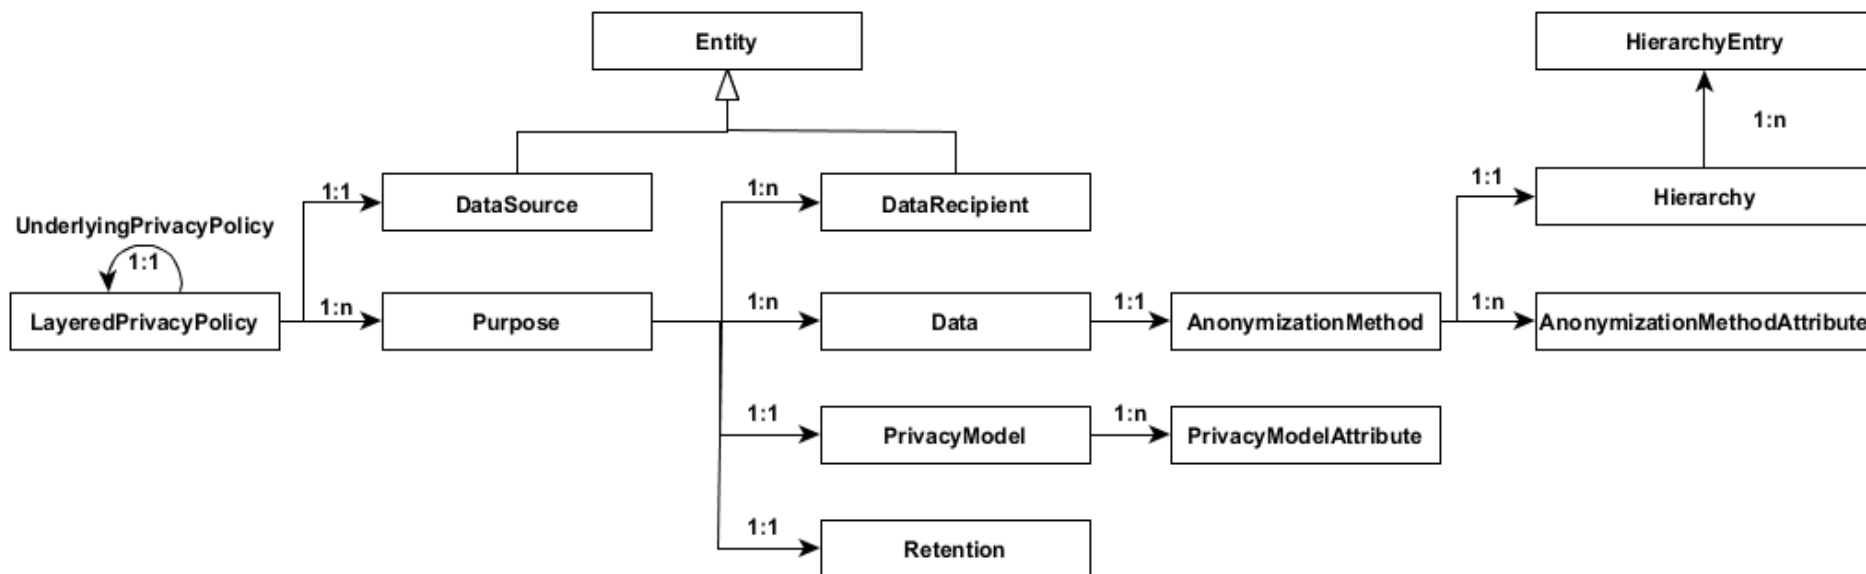 Entity
HierarchyEntry
1:n
1:1
DataSource
1:n
DataRecipient
1:1
Hierarchy
UnderlyingPrivacyPolicy
1:1
LayeredPrivacyPolicy
1:n
Purpose
1:n
Data
1:1
AnonymizationMethod
1:n
AnonymizationMethodAttribute
1:1
PrivacyModel
1:n
PrivacyModelAttribute
1:1
Retention